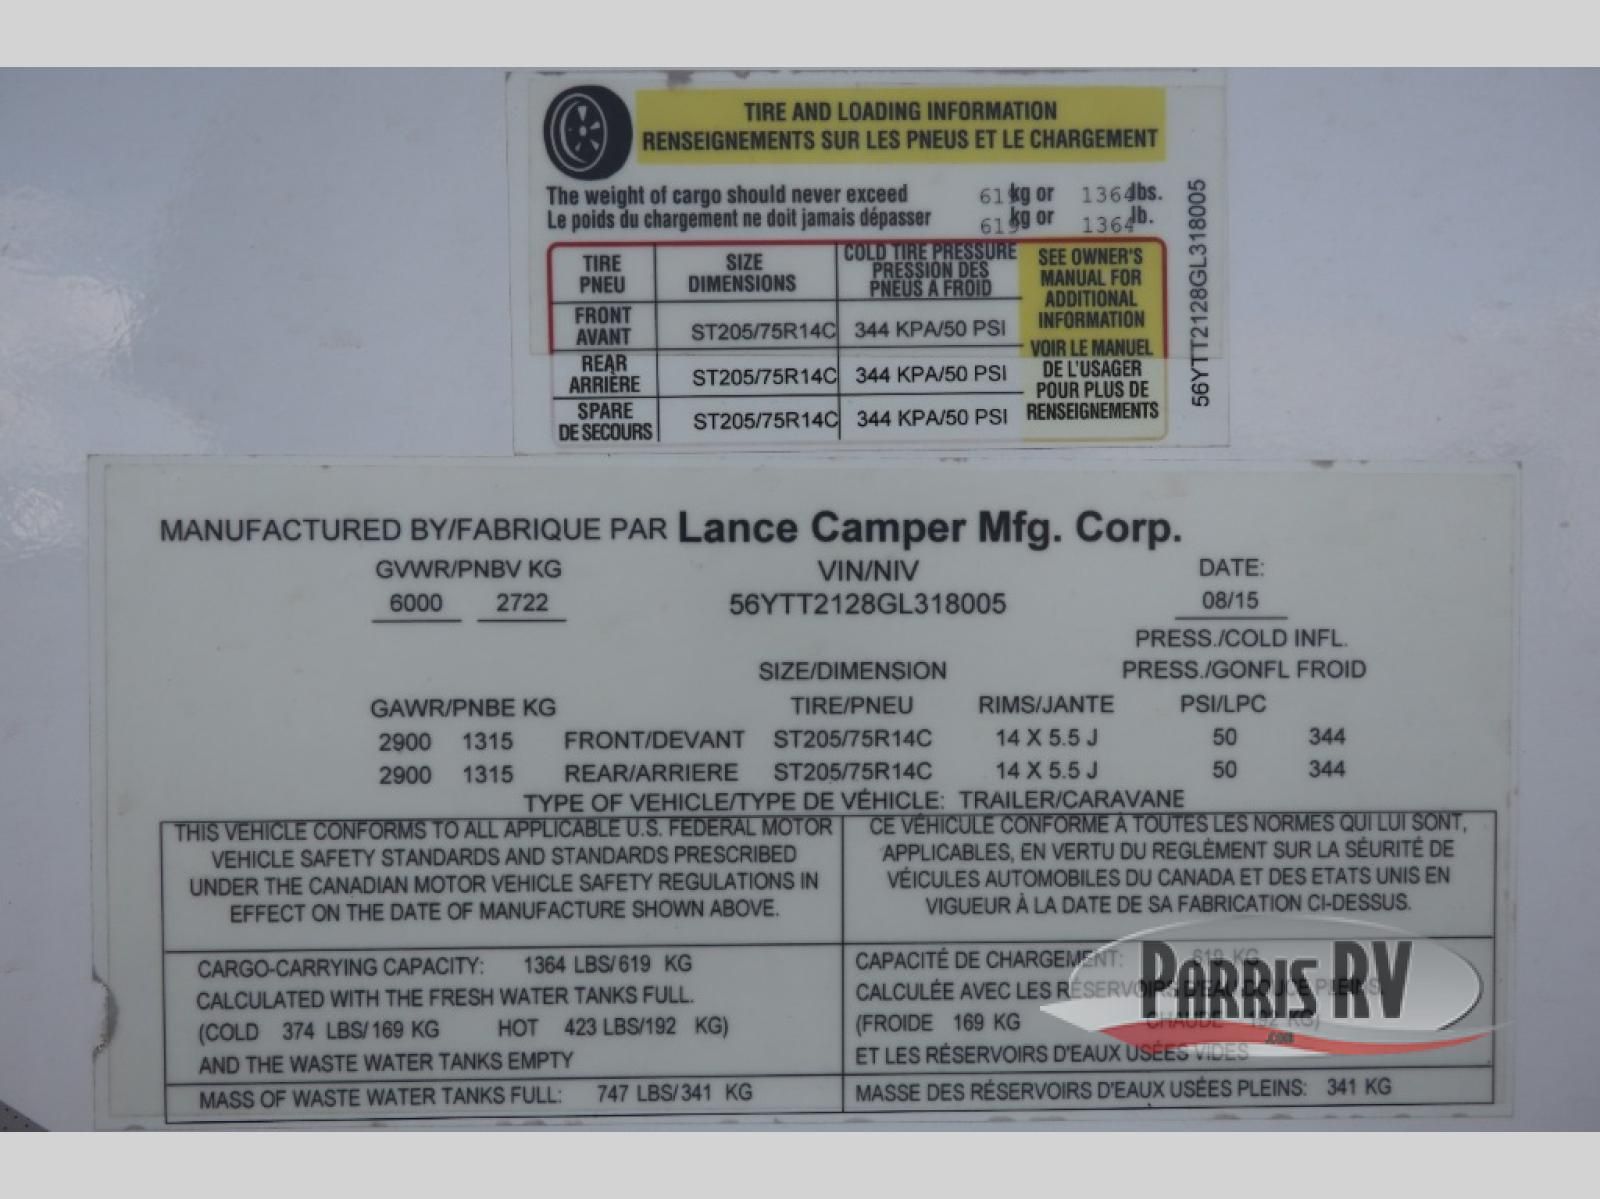 TIRE AND LOADING INFORMATION
RENSEIGNEMENTS SUR LES PNEUS ET LE CHARGEMENT
The weight of cargo should never exceed 619 kg or 1364 lbs.
Le poids du chargement ne doit jamais dépasser 619 kg or 1364 lb.
TIRE PNEU SIZE DIMENSIONS COLD TIRE PRESSURE PRESSION DES PNEUS A FROID
FRONT AVANT ST205/75R14C 344 KPA/50 PSI
REAR ARRIÈRE ST205/75R14C 344 KPA/50 PSI
SPARE DE SECOURS ST205/75R14C 344 KPA/50 PSI
SEE OWNER'S
MANUAL FOR
ADDITIONAL
INFORMATION
VOIR LE MANUEL
DE L'USAGER
POUR PLUS DE
RENSEIGNEMENTS
56YTT2128GL318005
MANUFACTURED BY/FABRIQUE PAR Lance Camper Mfg. Corp.
GVWR/PNBV KG VIN/NIV DATE:
6000 2722 56YTT2128GL318005 08/15
PRESS./COLD INFL.
SIZE/DIMENSION PRESS./GONFL FROID
GAWR/PNBE KG TIRE/PNEU RIMS/JANTE PSI/LPC
2900 1315 FRONT/DEVANT ST205/75R14C 14 X 5.5 J 50 344
2900 1315 REAR/ARRIERE ST205/75R14C 14 X 5.5 J 50 344
TYPE OF VEHICLE/TYPE DE VÉHICLE: TRAILER/CARAVANE
THIS VEHICLE CONFORMS TO ALL APPLICABLE U.S. FEDERAL MOTOR
VEHICLE SAFETY STANDARDS AND STANDARDS PRESCRIBED
UNDER THE CANADIAN MOTOR VEHICLE SAFETY REGULATIONS IN
EFFECT ON THE DATE OF MANUFACTURE SHOWN ABOVE.
CE VÉHICULE CONFORME À TOUTES LES NORMES QUI LUI SONT,
APPLICABLES, EN VERTU DU REGLÈMENT SUR LA SÉURITÉ DE
VÉICULES AUTOMOBILES DU CANADA ET DES ETATS UNIS EN
VIGUEUR À LA DATE DE SA FABRICATION CI-DESSUS.
CARGO-CARRYING CAPACITY: 1364 LBS/619 KG
CALCULATED WITH THE FRESH WATER TANKS FULL.
(COLD 374 LBS/169 KG HOT 423 LBS/192 KG)
AND THE WASTE WATER TANKS EMPTY
CAPACITÉ DE CHARGEMENT: 619 KG
CALCULÉE AVEC LES RÉSERVOIRS D'EAU DOUCE PLEINS.
(FROIDE 169 KG CHAUDE 192 KG)
ET LES RÉSERVOIRS D'EAUX USÉES VIDES
MASS OF WASTE WATER TANKS FULL: 747 LBS/341 KG
MASSE DES RÉSERVOIRS D'EAUX USÉES PLEINS: 341 KG
PARRIS RV
.com